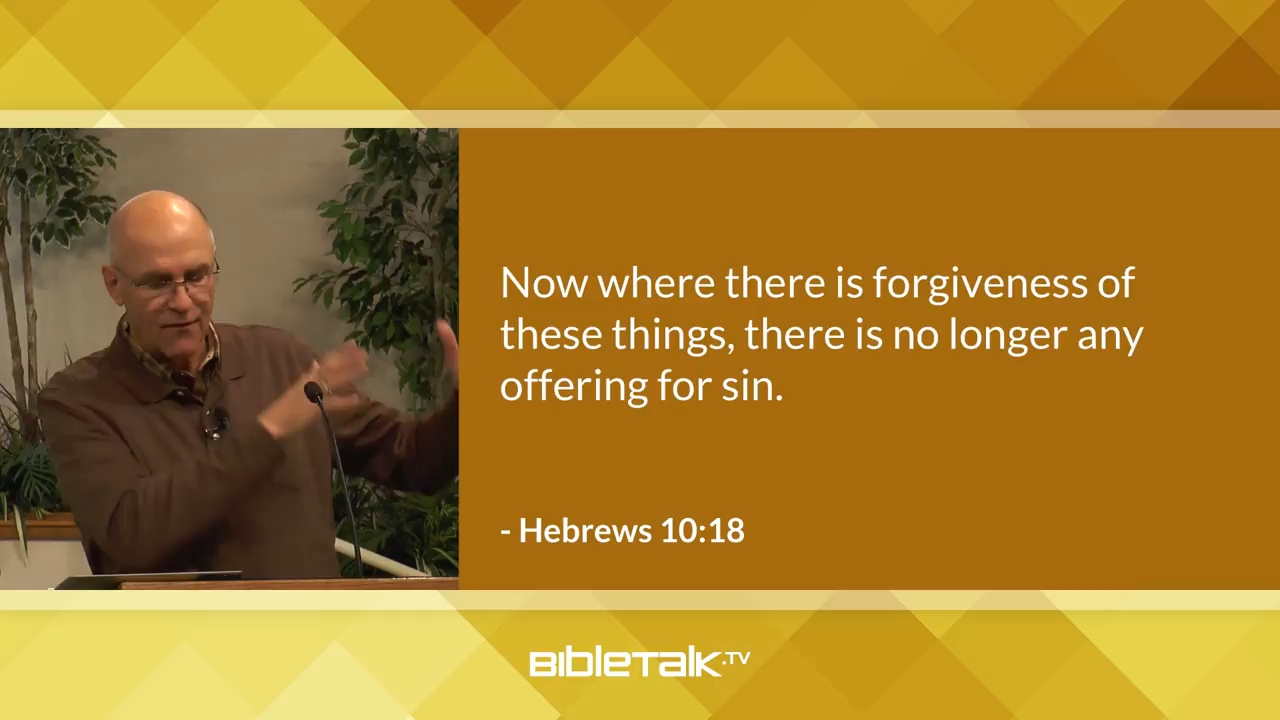 Now where there is forgiveness of
these things, there is no longer any
offering for sin.
- Hebrews 10:18
BIBLETALK.TV